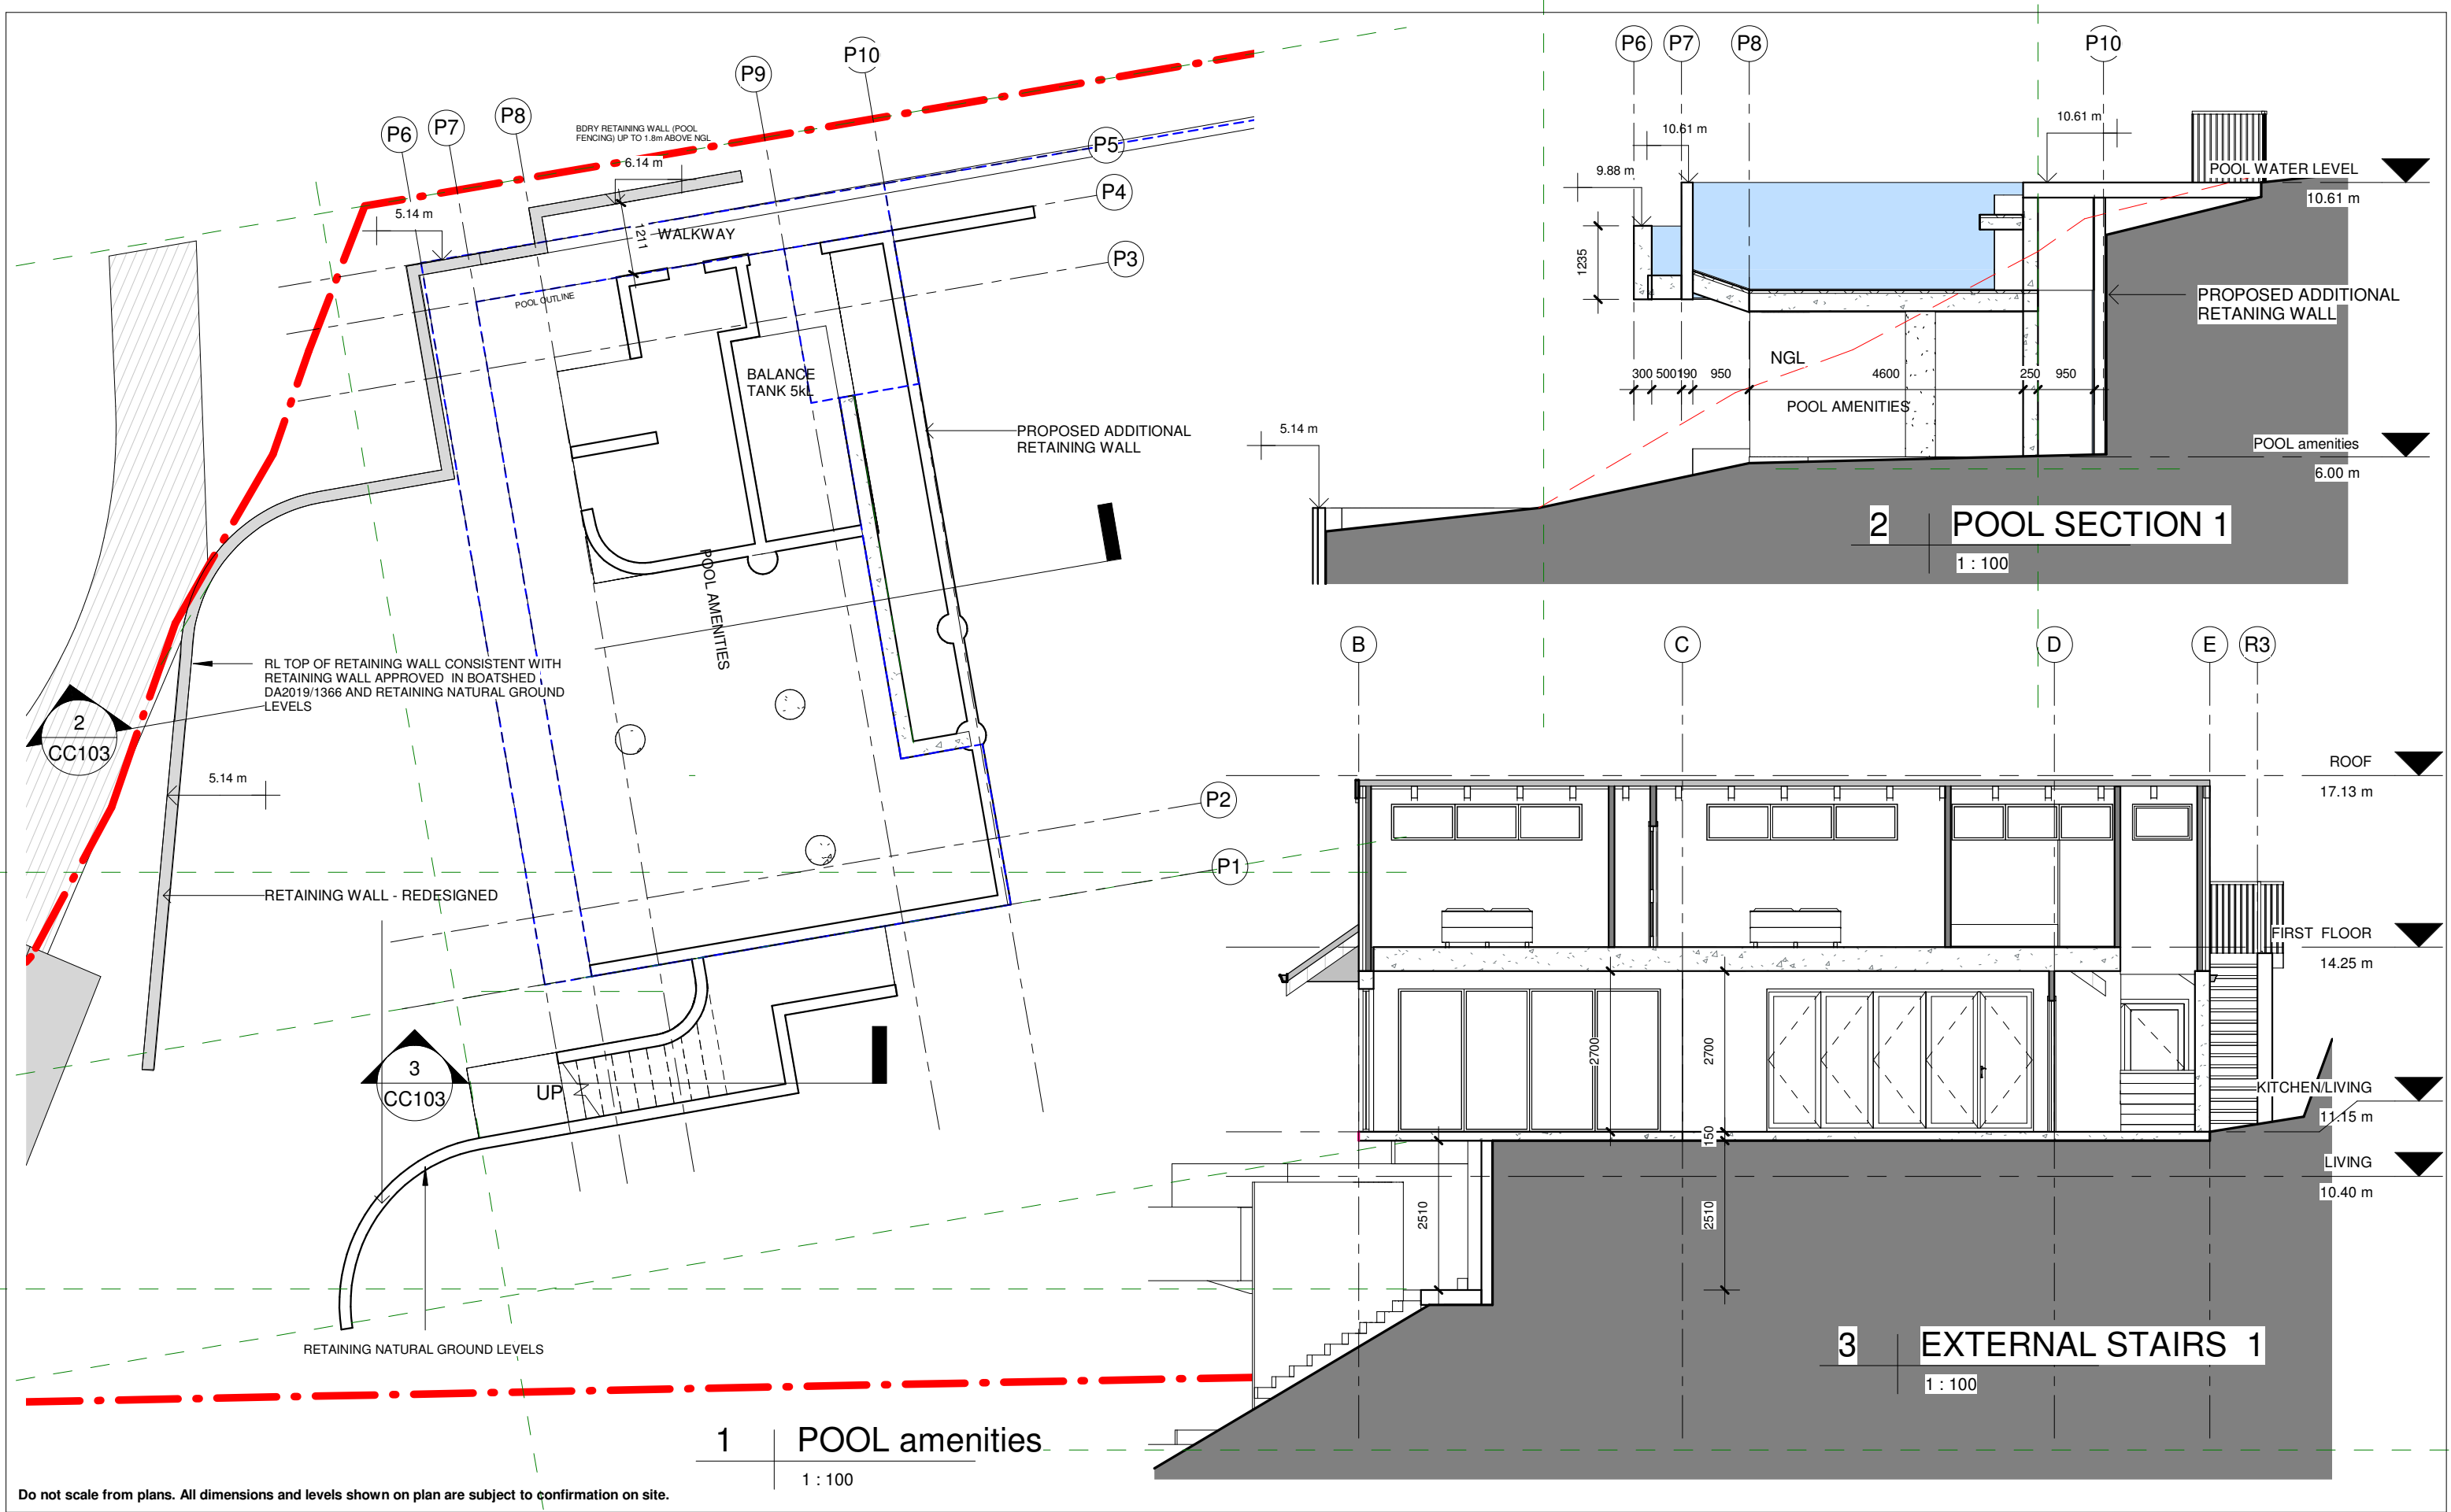 P6
P7
P8
P9
P10
P5
P4
P3
P2
P1
BDRY RETAINING WALL (POOL
FENCING) UP TO 1.8m ABOVE NGL
6.14 m
5.14 m
1211
WALKWAY
POOL OUTLINE
BALANCE
TANK 5kL
PROPOSED ADDITIONAL
RETAINING WALL
POOL AMENITIES
RL TOP OF RETAINING WALL CONSISTENT WITH
RETAINING WALL APPROVED IN BOATSHED
DA2019/1366 AND RETAINING NATURAL GROUND
LEVELS
2
CC103
5.14 m
RETAINING WALL - REDESIGNED
3
CC103
UP
RETAINING NATURAL GROUND LEVELS
1
POOL amenities
1 : 100
Do not scale from plans. All dimensions and levels shown on plan are subject to confirmation on site.
P6
P7
P8
P10
10.61 m
10.61 m
9.88 m
1235
POOL WATER LEVEL
10.61 m
PROPOSED ADDITIONAL
RETANING WALL
NGL
300
500
190
950
4600
250
950
POOL AMENITIES
5.14 m
POOL amenities
6.00 m
2
POOL SECTION 1
1 : 100
B
C
D
E
R3
ROOF
17.13 m
FIRST FLOOR
14.25 m
2700
2700
150
KITCHEN/LIVING
11.15 m
LIVING
10.40 m
2510
2510
3
EXTERNAL STAIRS 1
1 : 100